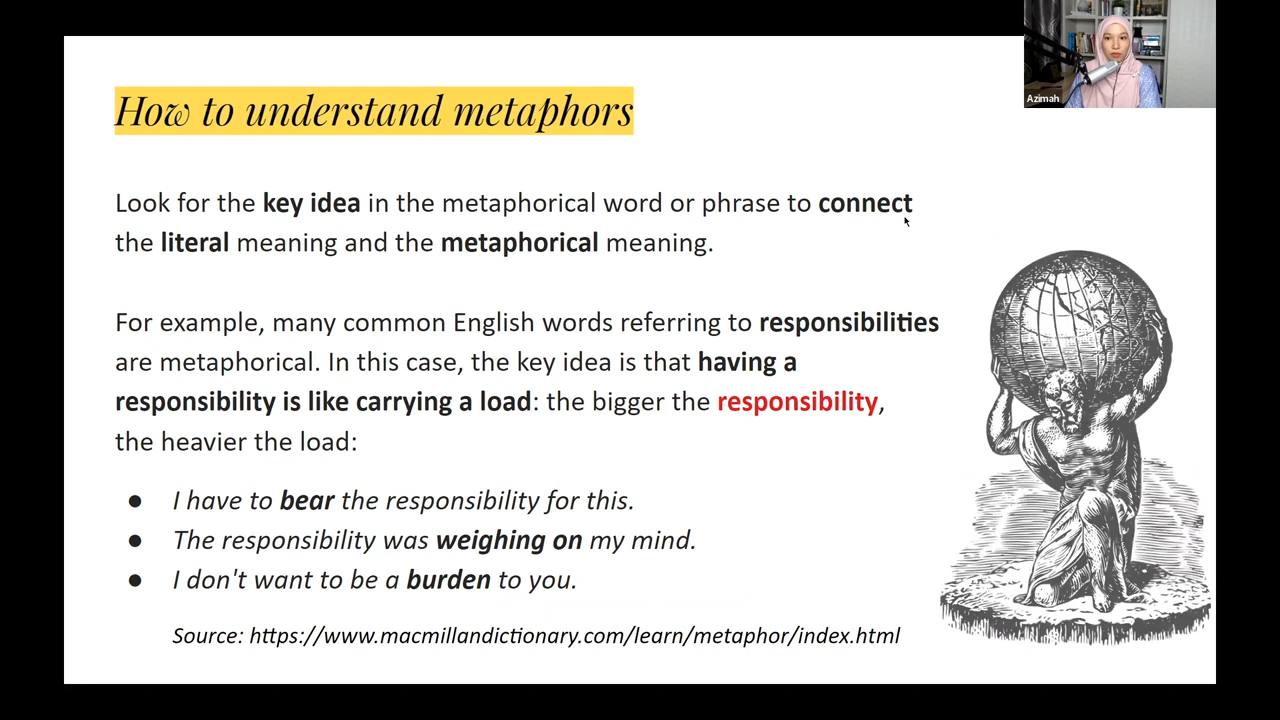 How to understand metaphors
Azimah
Look for the key idea in the metaphorical word or phrase to connect
the literal meaning and the metaphorical meaning.
For example, many common English words referring to responsibilities
are metaphorical. In this case, the key idea is that having a
responsibility is like carrying a load: the bigger the responsibility,
the heavier the load:
● I have to bear the responsibility for this.
● The responsibility was weighing on my mind.
● I don't want to be a burden to you.
Source: https://www.macmillandictionary.com/learn/metaphor/index.html